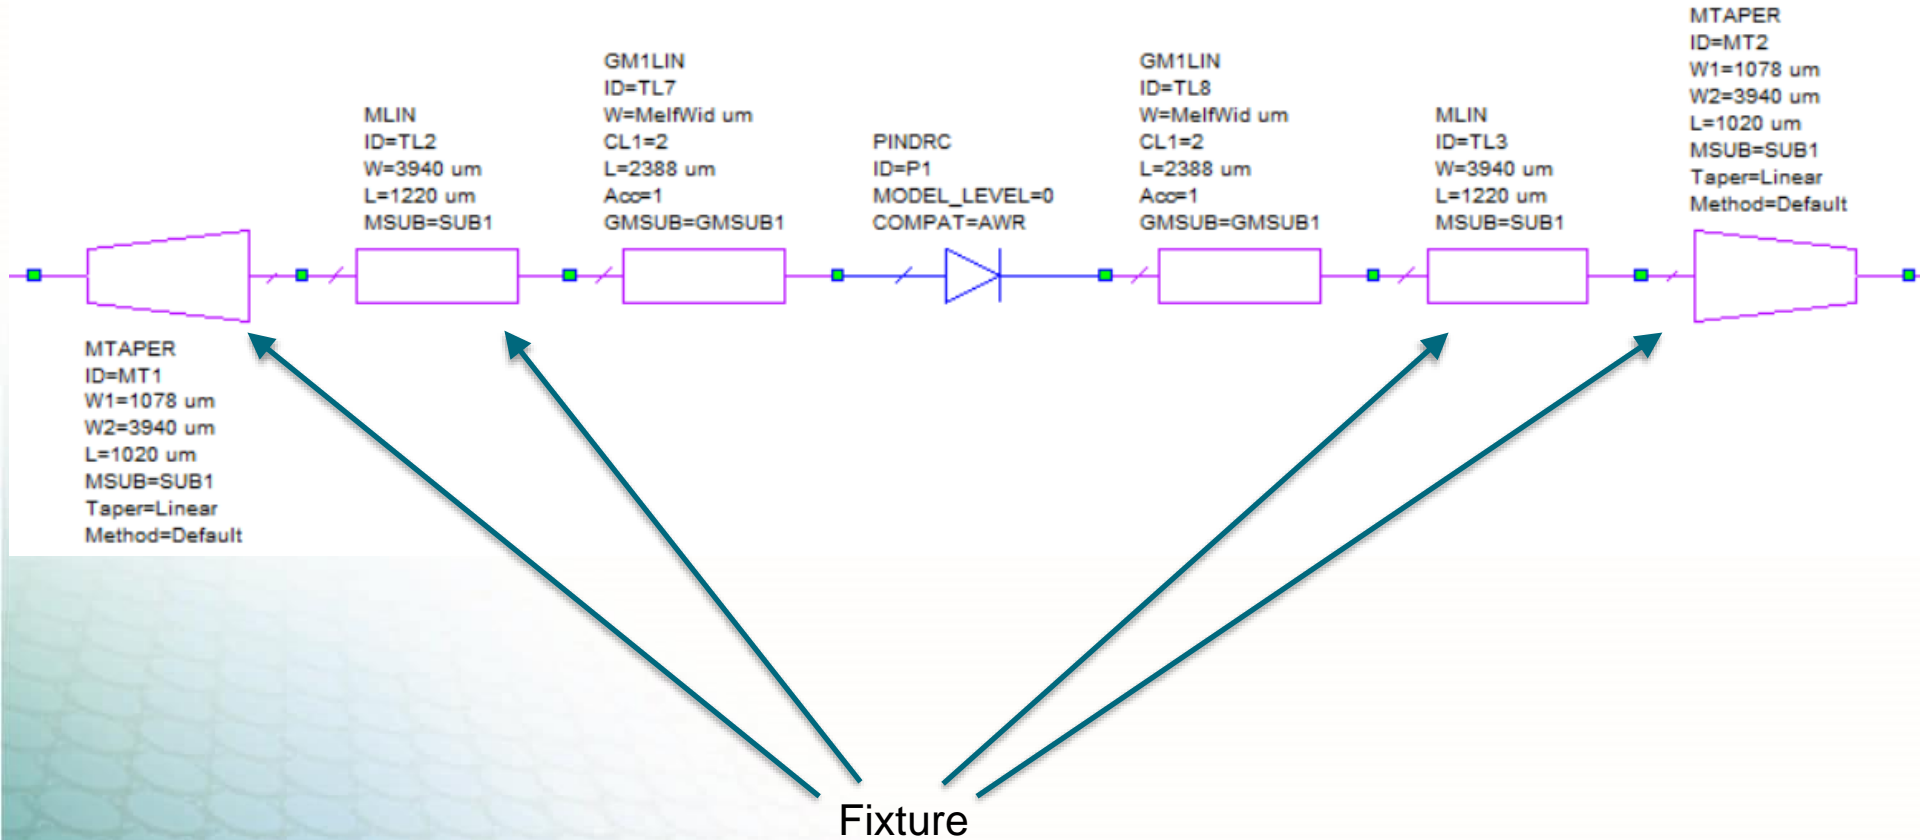 MTAPER
ID=MT1
W1=1078 um
W2=3940 um
L=1020 um
MSUB=SUB1
Taper=Linear
Method=Default
MLIN
ID=TL2
W=3940 um
L=1220 um
MSUB=SUB1
GM1LIN
ID=TL7
W=MelfWid um
CL1=2
L=2388 um
Acc=1
GMSUB=GMSUB1
PINDRC
ID=P1
MODEL_LEVEL=0
COMPAT=AWR
GM1LIN
ID=TL8
W=MelfWid um
CL1=2
L=2388 um
Acc=1
GMSUB=GMSUB1
MLIN
ID=TL3
W=3940 um
L=1220 um
MSUB=SUB1
MTAPER
ID=MT2
W1=1078 um
W2=3940 um
L=1020 um
MSUB=SUB1
Taper=Linear
Method=Default
Fixture